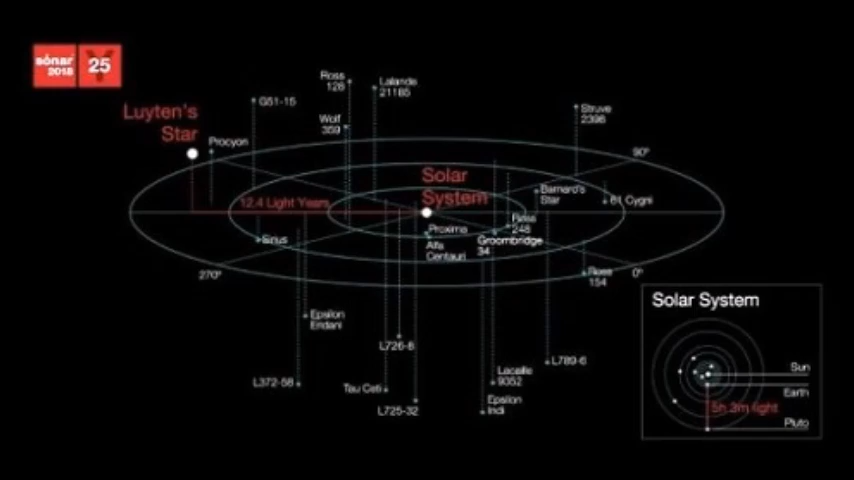 sónar
2018
25
Luyten's
Star
Procyon
G51-15
Ross
128
Wolf
359
Lalande
21185
Struve
2398
90º
Solar
System
12.4 Light Years
Barnard's
Star
61 Cygni
Ross
248
Groombridge
34
Proxima
Alfa
Centauri
Sirius
270º
0º
Ross
154
Epsilon
Eridani
L726-8
L372-58
Tau Ceti
L725-32
Lacaille
9352
Epsilon
Indi
L789-6
Solar System
Sun
Earth
5h 3m light
Pluto